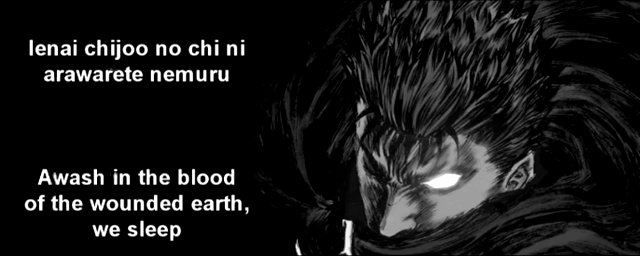 Ienai chijoo no chi ni
arawarete nemuru
Awash in the blood
of the wounded earth,
we sleep